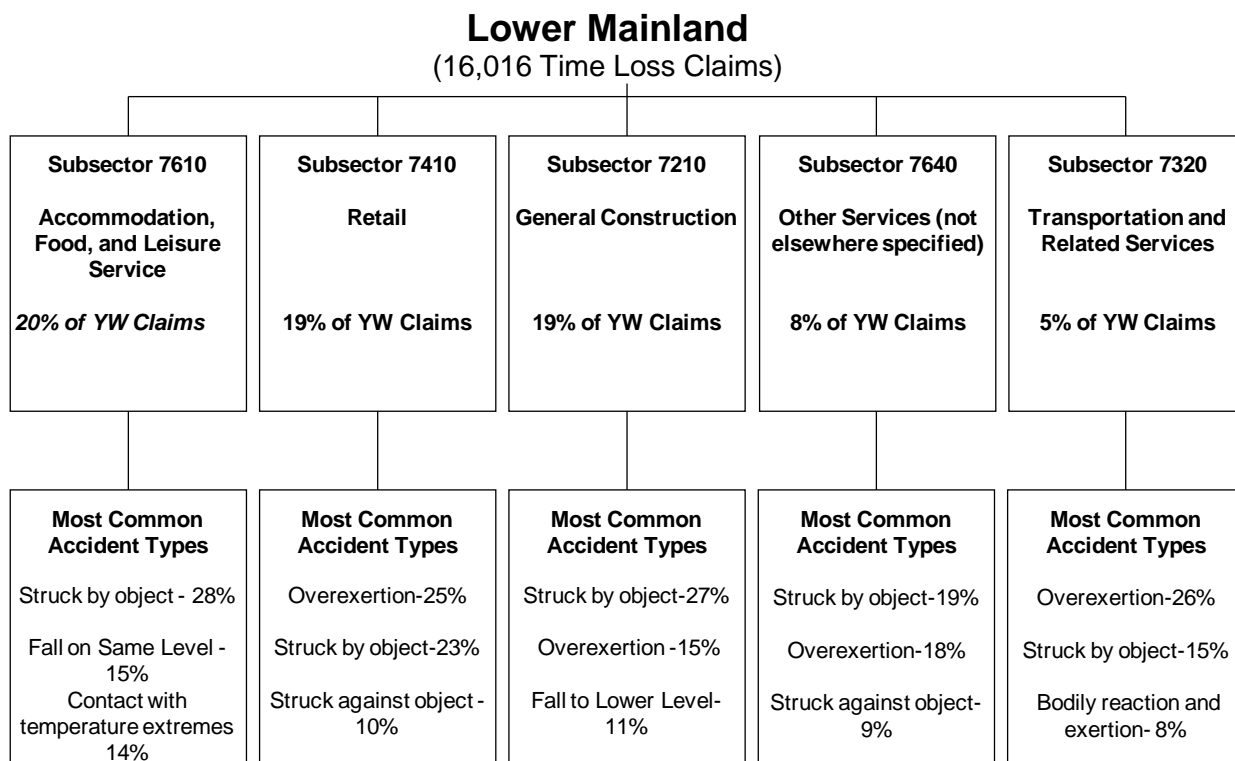 Lower Mainland
(16,016 Time Loss Claims)
Subsector 7610
Accommodation,
Food, and Leisure
Service
20% of YW Claims
Subsector 7410
Retail
19% of YW Claims
Subsector 7210
General Construction
19% of YW Claims
Subsector 7640
Other Services (not
elsewhere specified)
8% of YW Claims
Subsector 7320
Transportation and
Related Services
5% of YW Claims
Most Common
Accident Types
Struck by object - 28%
Fall on Same Level -
15%
Contact with
temperature extremes
14%
Most Common
Accident Types
Overexertion-25%
Struck by object-23%
Struck against object -
10%
Most Common
Accident Types
Struck by object-27%
Overexertion -15%
Fall to Lower Level-
11%
Most Common
Accident Types
Struck by object-19%
Overexertion-18%
Struck against object-
9%
Most Common
Accident Types
Overexertion-26%
Struck by object-15%
Bodily reaction and
exertion- 8%